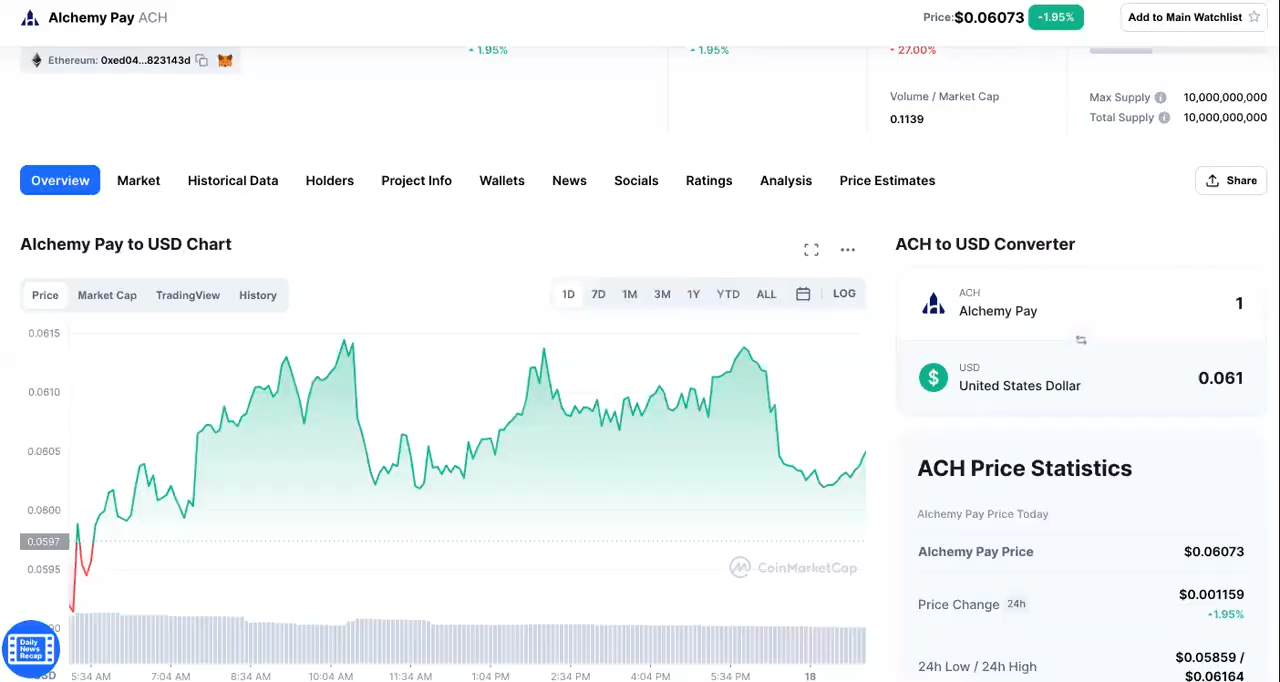 Alchemy Pay ACH
Price:$0.06073 -1.95%
Add to Main Watchlist
Ethereum: 0xed04...823143d
1.95%
1.95%
27.00%
Volume / Market Cap
0.1139
Max Supply 10,000,000,000
Total Supply 10,000,000,000
Overview Market Historical Data Holders Project Info Wallets News Socials Ratings Analysis Price Estimates
Share
Alchemy Pay to USD Chart
Price Market Cap TradingView History
1D 7D 1M 3M 1Y YTD ALL LOG
0.0615
0.0610
0.0605
0.0600
0.0597
0.0595
90
CoinMarketCap
Daily
News
Recap
SD
5:34 AM 7:04 AM 8:34 AM 10:04 AM 11:34 AM 1:04 PM 2:34 PM 4:04 PM 5:34 PM 18
ACH to USD Converter
ACH
Alchemy Pay
1
USD
United States Dollar
0.061
ACH Price Statistics
Alchemy Pay Price Today
Alchemy Pay Price $0.06073
Price Change 24h $0.001159
1.95%
24h Low / 24h High $0.05859 /
$0.06164